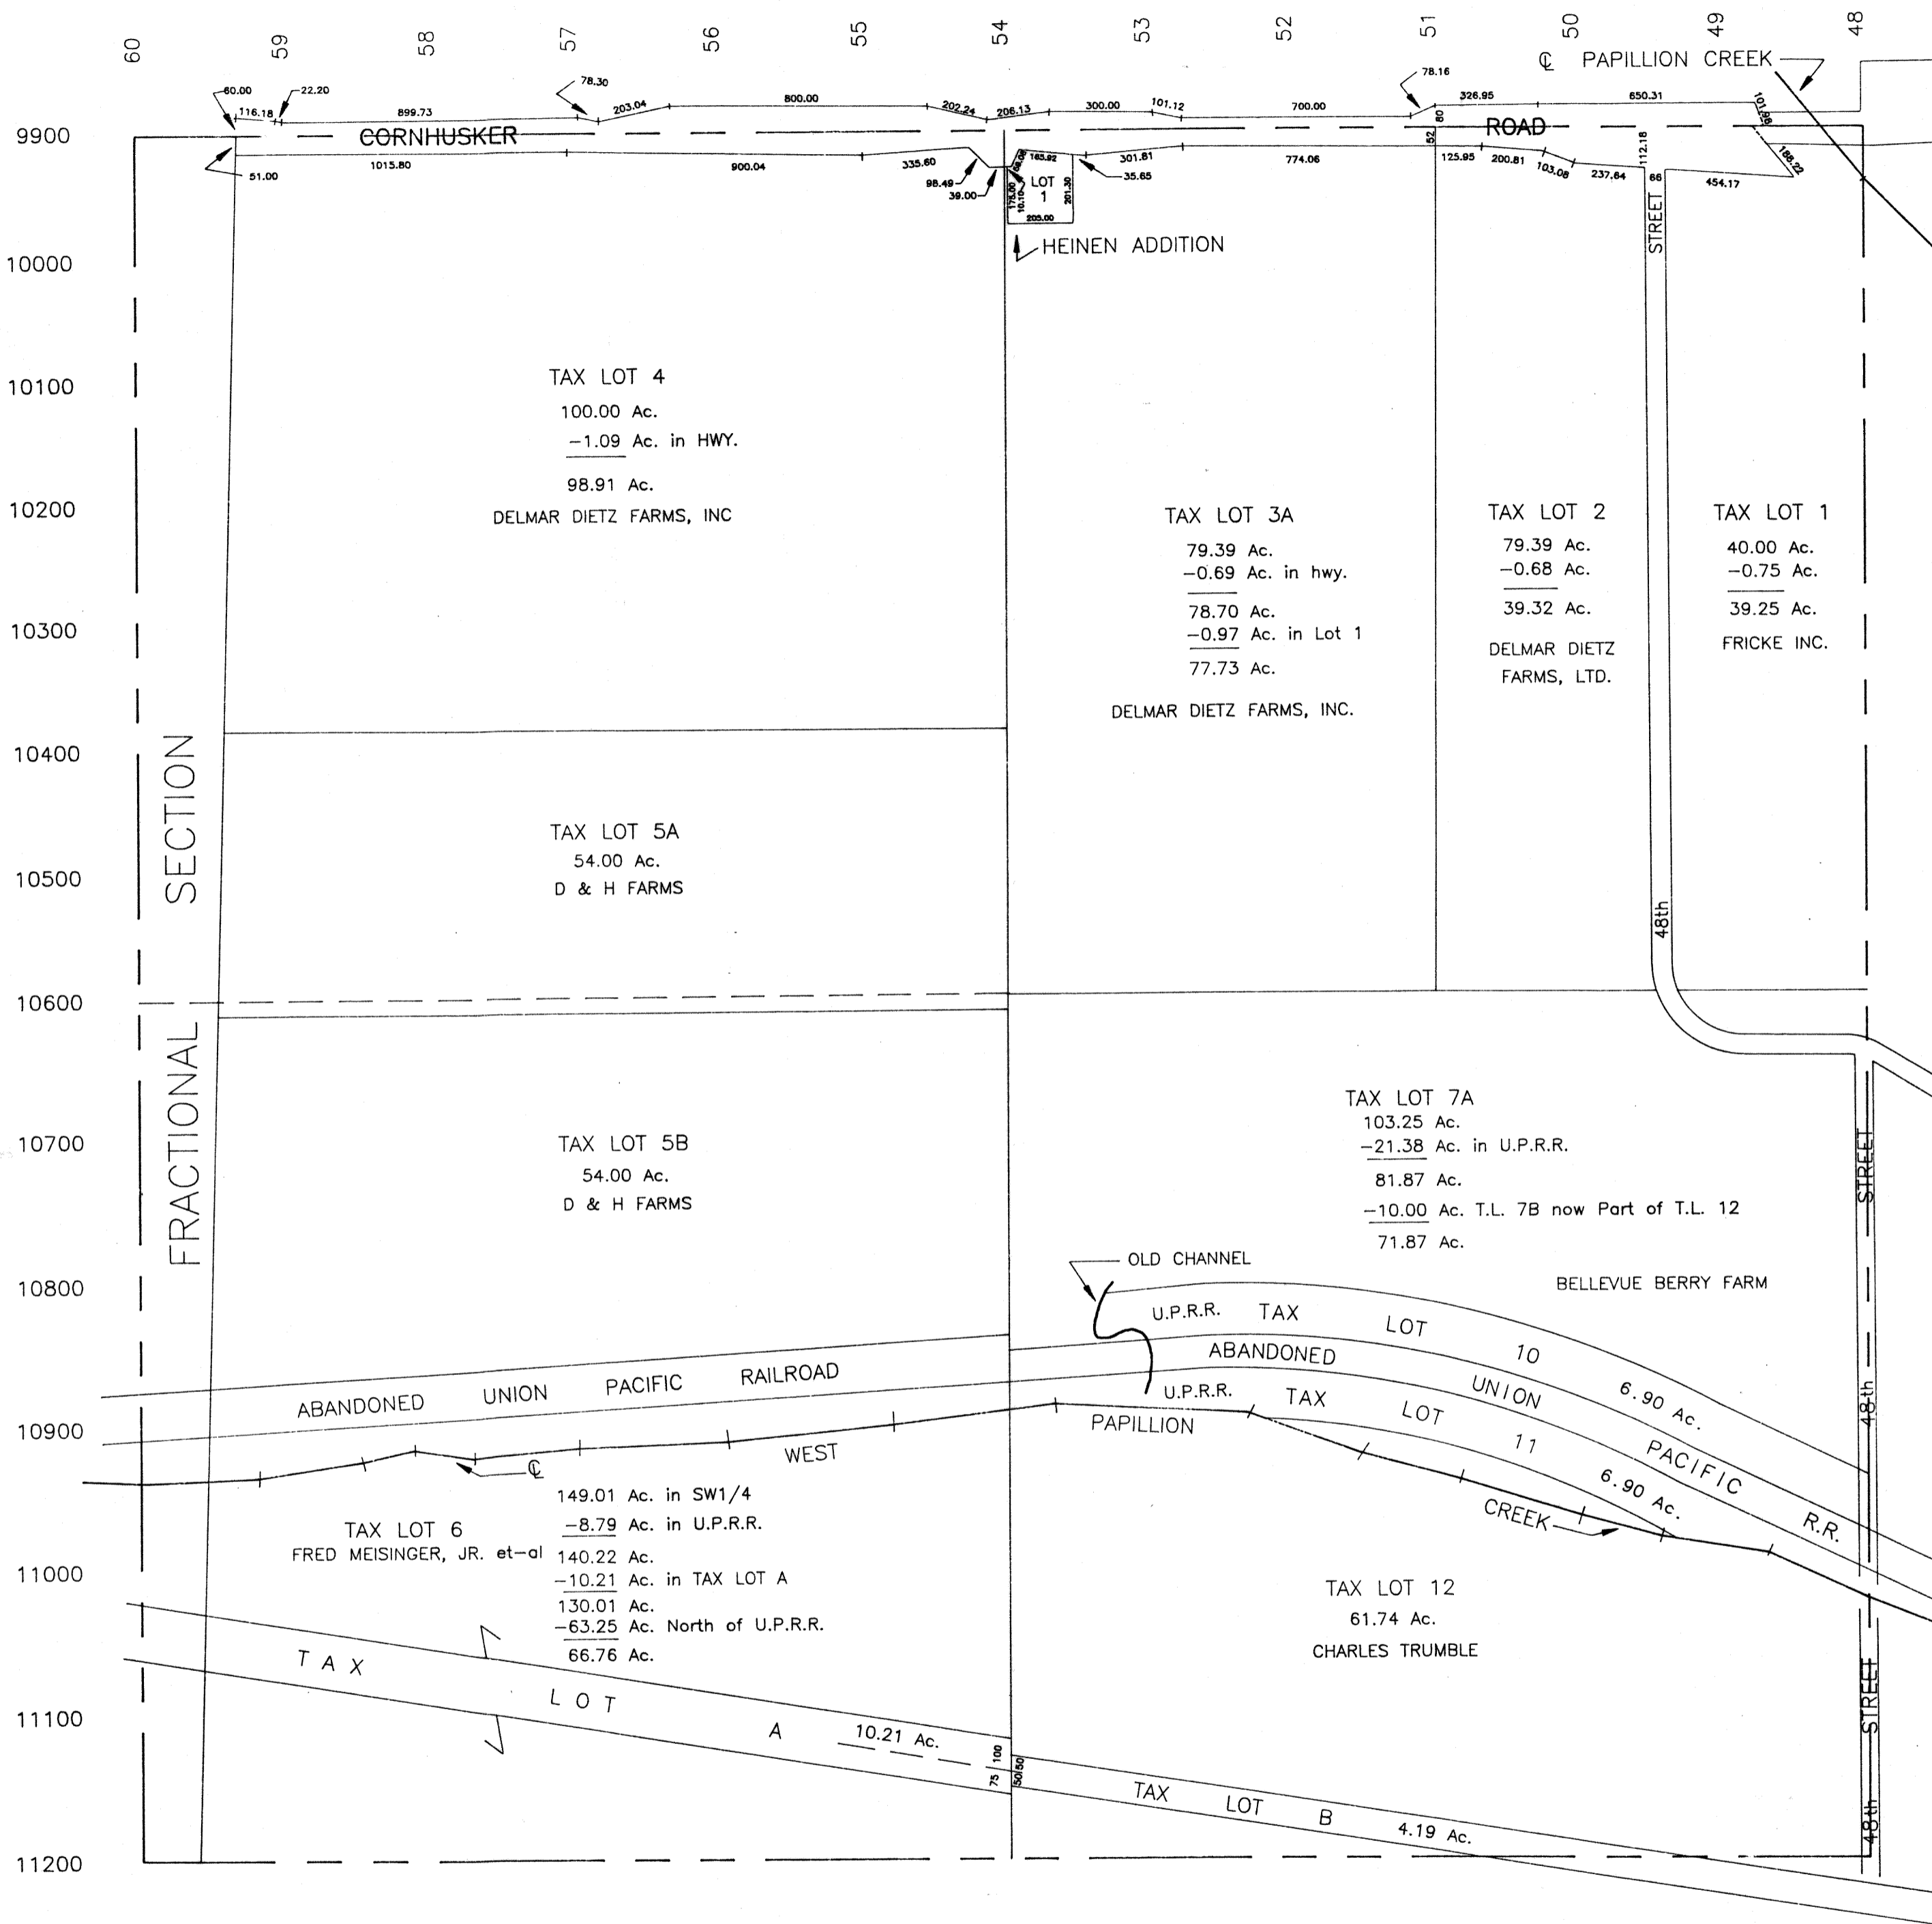 60 59 58 57 56 55 54 53 52 51 50 49 48
℄ PAPILLION CREEK
60.00 22.20 78.30 78.16
116.18 899.73 203.04 800.00 202.24 206.13 300.00 101.12 700.00 326.95 650.31 101.98
9900
CORNHUSKER ROAD
80
52
112.18
188.22
51.00
1015.80 900.04 335.60 98.49 39.00
165.92 35.65 301.81 774.06 125.95 200.81 103.08 237.64 66 454.17
LOT
1
175.00
10.10
201.30
205.00
HEINEN ADDITION
STREET
10000
10100
10200
10300
10400
10500
10600
10700
10800
10900
11000
11100
11200
TAX LOT 4
100.00 Ac.
-1.09 Ac. in HWY.
98.91 Ac.
DELMAR DIETZ FARMS, INC
TAX LOT 3A
79.39 Ac.
-0.69 Ac. in hwy.
78.70 Ac.
-0.97 Ac. in Lot 1
77.73 Ac.
DELMAR DIETZ FARMS, INC.
TAX LOT 2
79.39 Ac.
-0.68 Ac.
39.32 Ac.
DELMAR DIETZ
FARMS, LTD.
TAX LOT 1
40.00 Ac.
-0.75 Ac.
39.25 Ac.
FRICKE INC.
FRACTIONAL SECTION
TAX LOT 5A
54.00 Ac.
D & H FARMS
48th
TAX LOT 5B
54.00 Ac.
D & H FARMS
TAX LOT 7A
103.25 Ac.
-21.38 Ac. in U.P.R.R.
81.87 Ac.
-10.00 Ac. T.L. 7B now Part of T.L. 12
71.87 Ac.
BELLEVUE BERRY FARM
48th STREET
OLD CHANNEL
U.P.R.R. TAX LOT 10 6.90 Ac.
ABANDONED UNION PACIFIC R.R.
U.P.R.R. TAX LOT 11 6.90 Ac.
ABANDONED UNION PACIFIC RAILROAD
WEST PAPILLION CREEK
℄
TAX LOT 6
FRED MEISINGER, JR. et-al
149.01 Ac. in SW1/4
-8.79 Ac. in U.P.R.R.
140.22 Ac.
-10.21 Ac. in TAX LOT A
130.01 Ac.
-63.25 Ac. North of U.P.R.R.
66.76 Ac.
TAX LOT 12
61.74 Ac.
CHARLES TRUMBLE
TAX LOT A 10.21 Ac.
75 100
50 50
TAX LOT B 4.19 Ac.
48th STREET